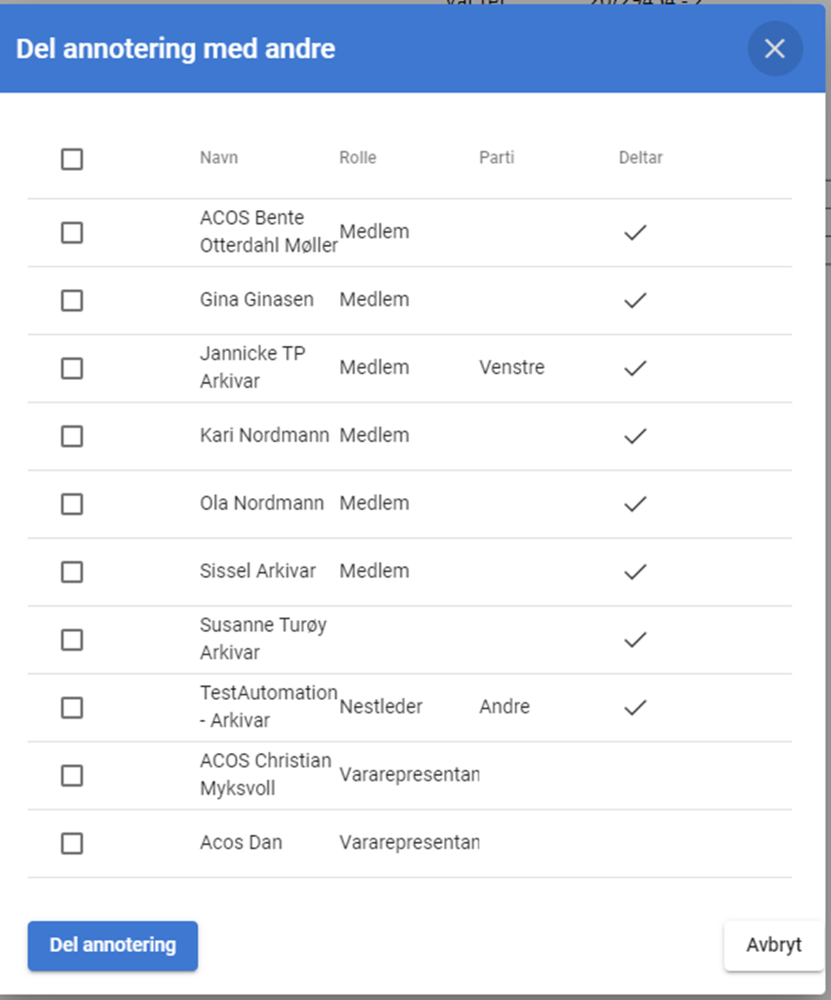 Del annotering med andre
Navn Rolle Parti Deltar
ACOS Bente
Otterdahl Møller Medlem
Gina Ginasen Medlem
Jannicke TP
Arkivar Medlem Venstre
Kari Nordmann Medlem
Ola Nordmann Medlem
Sissel Arkivar Medlem
Susanne Turøy
Arkivar
TestAutomation
- Arkivar Nestleder Andre
ACOS Christian
Myksvoll Vararepresentan
Acos Dan Vararepresentan
Del annotering Avbryt